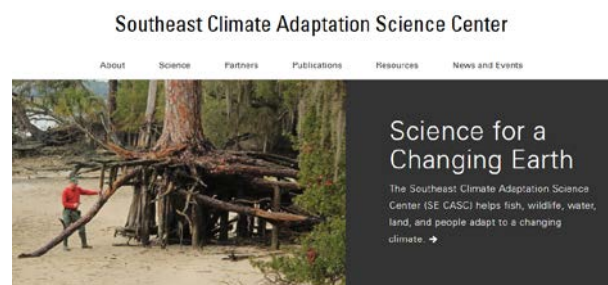 Southeast Climate Adaptation Science Center
About Science Partners Publications Resources News and Events
Science for a
Changing Earth
The Southeast Climate Adaptation Science
Center (SE CASC) helps fish, wildlife, water,
land, and people adapt to a changing
climate. →